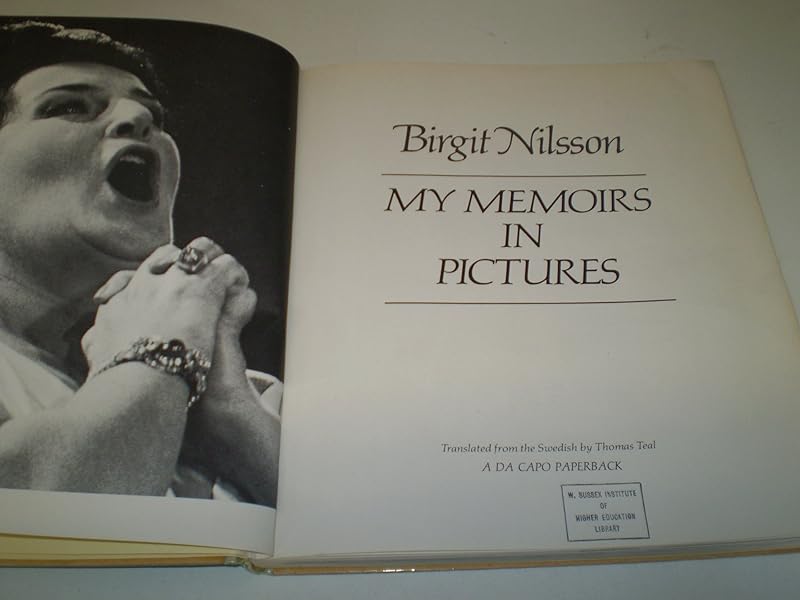 Birgit Nilsson
MY MEMOIRS
IN
PICTURES
Translated from the Swedish by Thomas Teal
A DA CAPO PAPERBACK
W. SUSSEX INSTITUTE
OF
HIGHER EDUCATION
LIBRARY